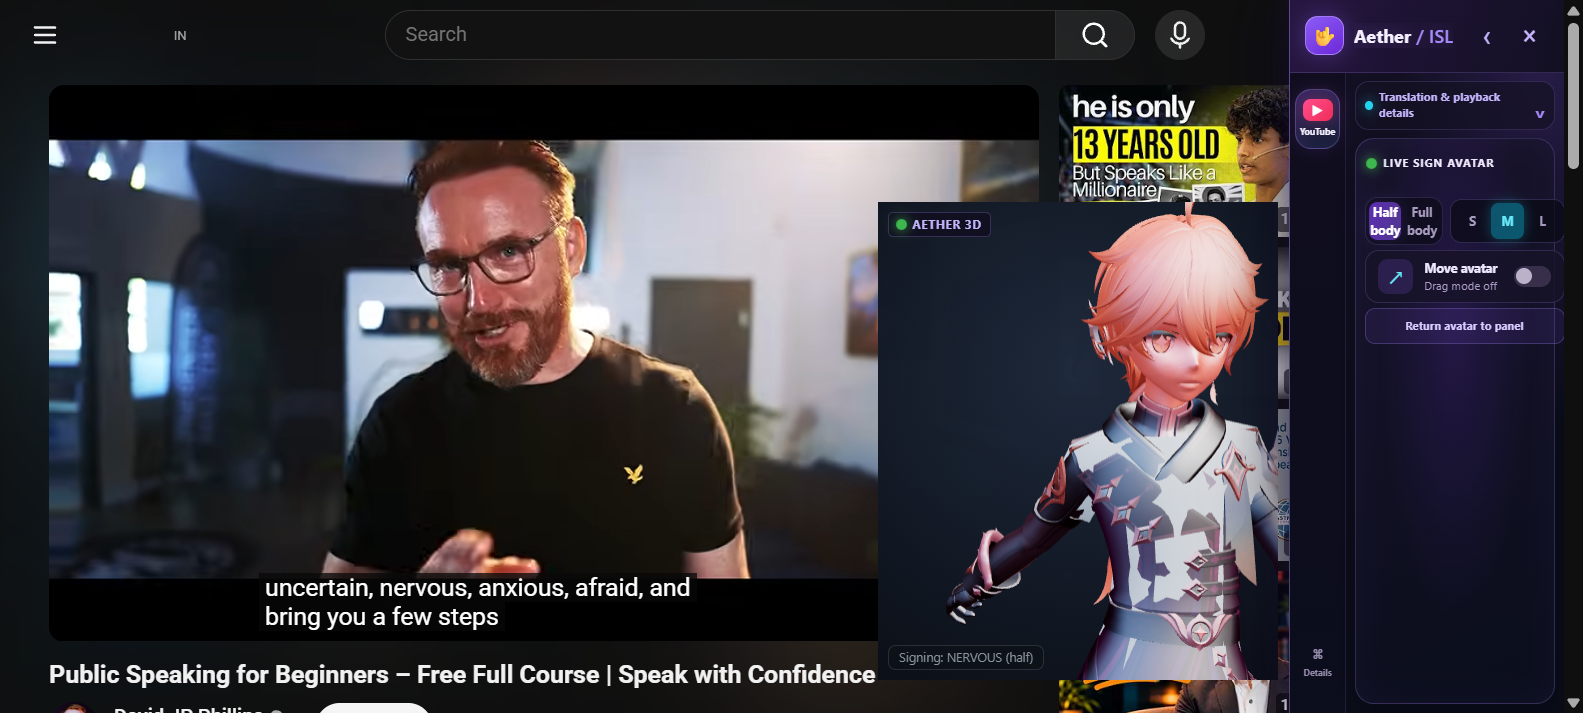 IN
Search
he is only
13 YEARS OLD
But Speaks Like a
Millionaire
uncertain, nervous, anxious, afraid, and
bring you a few steps
Public Speaking for Beginners – Free Full Course | Speak with Confidence
AETHER 3D
Signing: NERVOUS (half)
Aether / ISL
YouTube
Translation & playback
details
LIVE SIGN AVATAR
Half body
Full body
S M L
Move avatar
Drag mode off
Return avatar to panel
Details